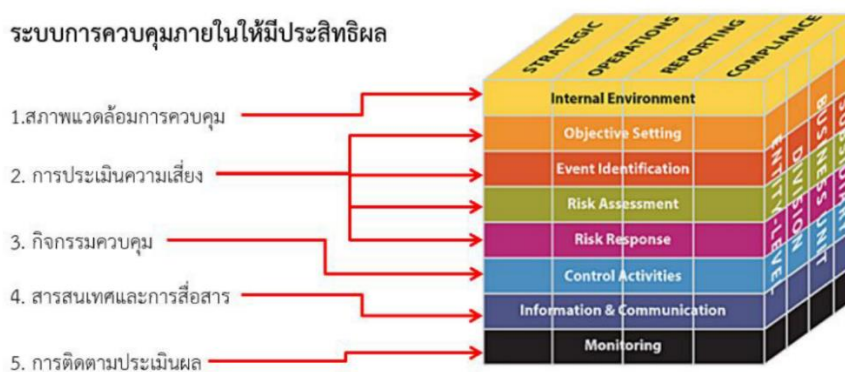 ระบบการควบคุมภายในให้มีประสิทธิผล
STRATEGIC
OPERATIONS
REPORTING
COMPLIANCE
1.สภาพแวดล้อมการควบคุม
2. การประเมินความเสี่ยง
3. กิจกรรมควบคุม
4. สารสนเทศและการสื่อสาร
5. การติดตามประเมินผล
Internal Environment
Objective Setting
Event Identification
Risk Assessment
Risk Response
Control Activities
Information & Communication
Monitoring
ENTITY-LEVEL
DIVISION
BUSINESS UNIT
SUBSIDIARY